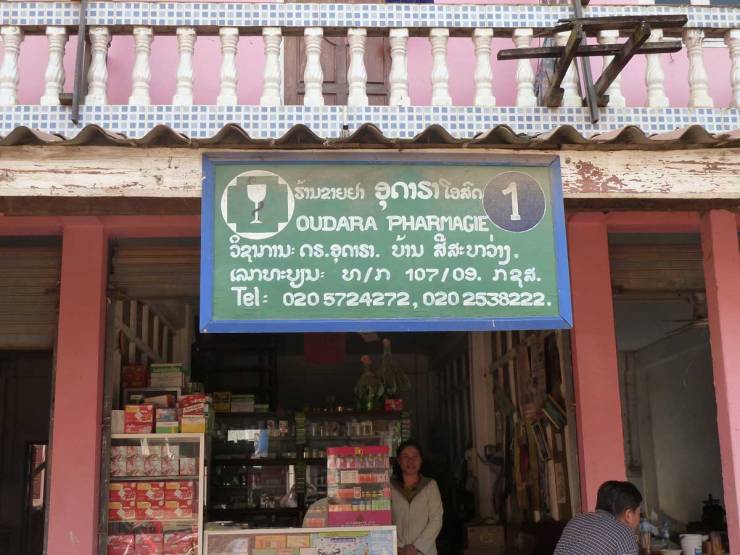 ຮ້ານຂາຍຢາ ອຸດາຣາ ໂອສົດ 1
OUDARA PHARMAGIE
ວິຊາການ: ດຣ. ອຸດາຣາ. ບ້ານ ສີສະຫວ່າງ.
ເລກທະບຽນ: ຫ/ກ 107/09. ກຊສ.
Tel: 020 5724272, 020 2538222.